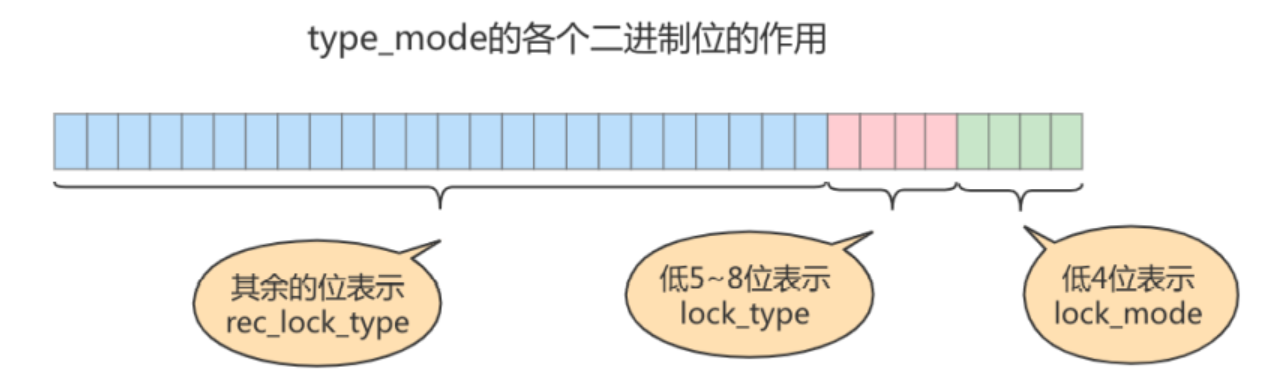 type_mode的各个二进制位的作用
其余的位表示
rec_lock_type
低5~8位表示
lock_type
低4位表示
lock_mode